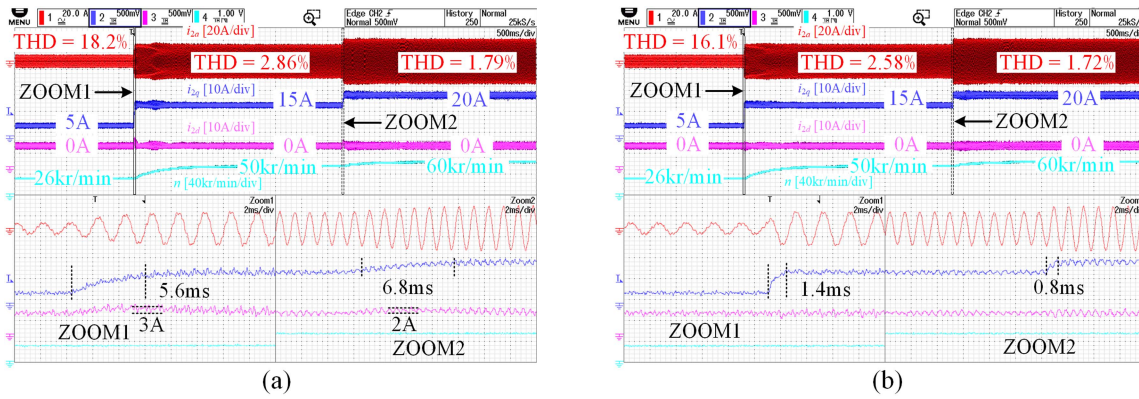 MENU
1 20.0 A 2 500mV 3 500mV 4 1.00 V
Edge CH2
Normal 500mV
History
250
Normal
25kS/s
500ms/div
THD = 18.2%
i2a [20A/div]
THD = 2.86%
THD = 1.79%
ZOOM1
i2q [10A/div]
15A
20A
5A
i2d [10A/div]
ZOOM2
0A
0A
0A
26kr/min
50kr/min
60kr/min
n [40kr/min/div]
T
Zoom1
2ms/div
Zoom2
2ms/div
5.6ms
6.8ms
ZOOM1
3A
2A
ZOOM2
(a)
MENU
1 20.0 A 2 500mV 3 500mV 4 1.00 V
Edge CH2
Normal 500mV
History
250
Normal
25kS/s
500ms/div
THD = 16.1%
i2a [20A/div]
THD = 2.58%
THD = 1.72%
ZOOM1
i2q [10A/div]
15A
20A
5A
i2d [10A/div]
ZOOM2
0A
0A
0A
26kr/min
50kr/min
60kr/min
n [40kr/min/div]
T
Zoom1
2ms/div
Zoom2
2ms/div
1.4ms
0.8ms
ZOOM1
ZOOM2
(b)